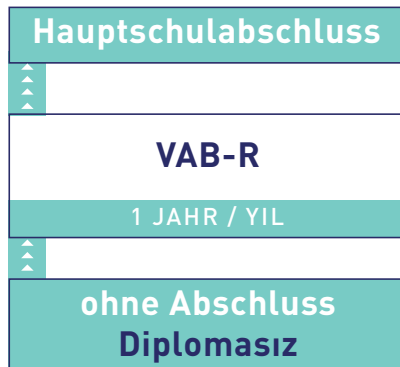 Hauptschulabschluss
VAB-R
1 JAHR / YIL
ohne Abschluss
Diplomasız